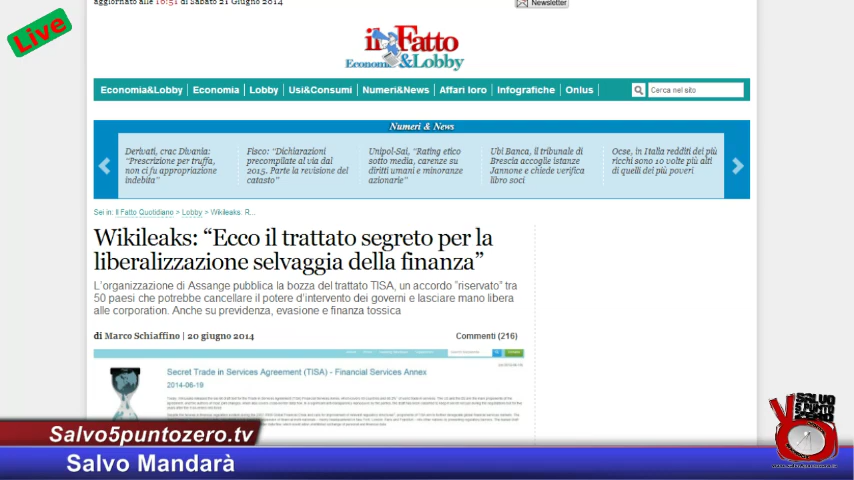 aggiornato alle 16:51 di Sabato 21 Giugno 2014
Newsletter
Live
il Fatto
Economia &Lobby
Economia&Lobby Economia Lobby Usi&Consumi Numeri&News Affari loro Infografiche Onlus
Cerca nel sito
Numeri & News
Derivati, crac Divania:
“Prescrizione per truffa,
non ci fu appropriazione
indebita”
Fisco: “Dichiarazioni
precompilate al via dal
2015. Parte la revisione del
catasto”
Unipol-Sai, “Rating etico
sotto media, carenze su
diritti umani e minoranze
azionarie”
Ubi Banca, il tribunale di
Brescia accoglie istanze
Jannone e chiede verifica
libro soci
Ocse, in Italia redditi dei più
ricchi sono 10 volte più alti
di quelli dei più poveri
Sei in: Il Fatto Quotidiano > Lobby > Wikileaks. R...
Wikileaks: “Ecco il trattato segreto per la
liberalizzazione selvaggia della finanza”
L'organizzazione di Assange pubblica la bozza del trattato TISA, un accordo "riservato" tra
50 paesi che potrebbe cancellare il potere d'intervento dei governi e lasciare mano libera
alle corporation. Anche su previdenza, evasione e finanza tossica
di Marco Schiaffino | 20 giugno 2014
Commenti (216)
Secret Trade in Services Agreement (TISA) - Financial Services Annex
2014-06-19
Salvo5puntozero.tv
Salvo Mandarà
SALVO
5 PUNTO
ZERO